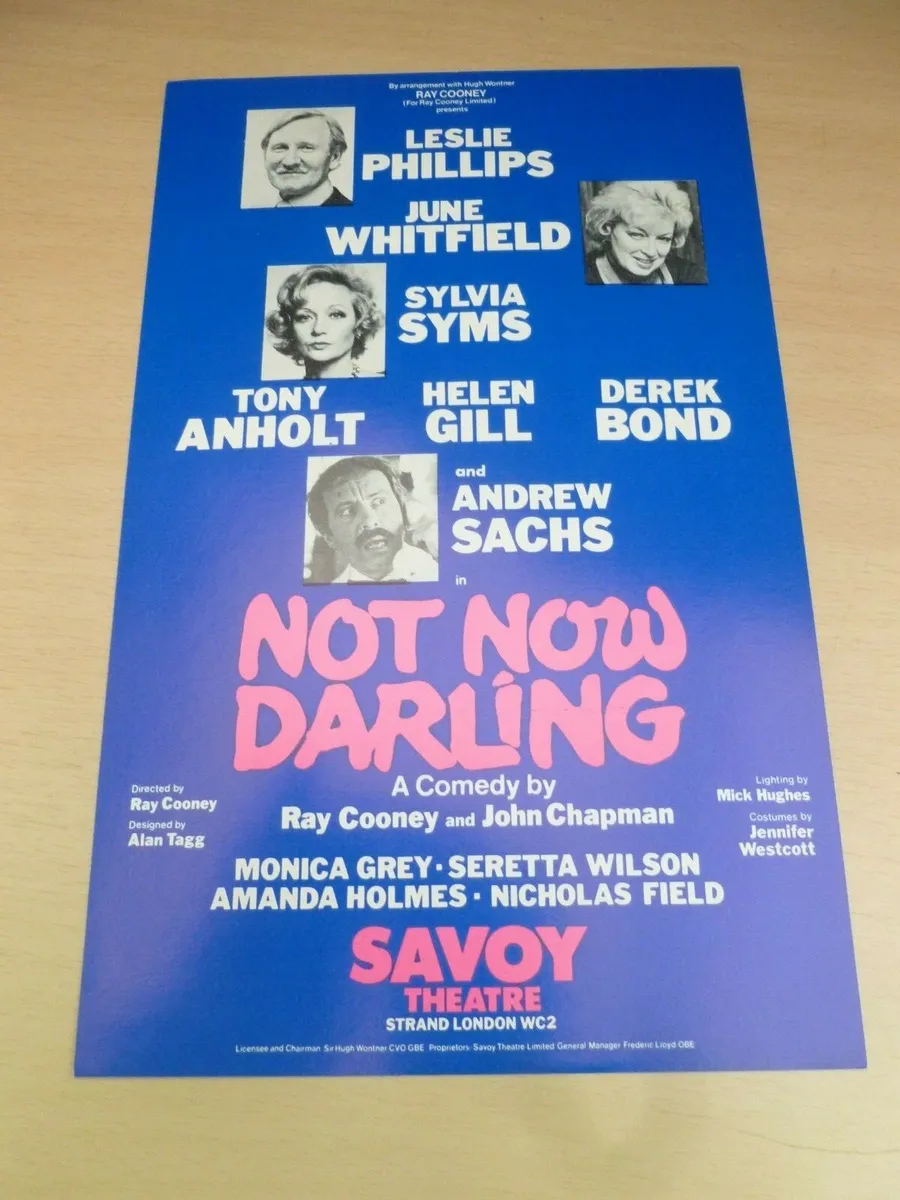 By arrangement with Hugh Wontner
RAY COONEY
(For Ray Cooney Limited)
presents
LESLIE
PHILLIPS
JUNE
WHITFIELD
SYLVIA
SYMS
TONY
ANHOLT
HELEN
GILL
DEREK
BOND
and
ANDREW
SACHS
in
NOT NOW
DARLING
A Comedy by
Ray Cooney and John Chapman
Directed by
Ray Cooney
Designed by
Alan Tagg
Lighting by
Mick Hughes
Costumes by
Jennifer
Westcott
MONICA GREY · SERETTA WILSON
AMANDA HOLMES · NICHOLAS FIELD
SAVOY
THEATRE
STRAND LONDON WC2
Licensee and Chairman Sir Hugh Wontner CVO GBE Proprietors Savoy Theatre Limited General Manager Frederic Lloyd OBE